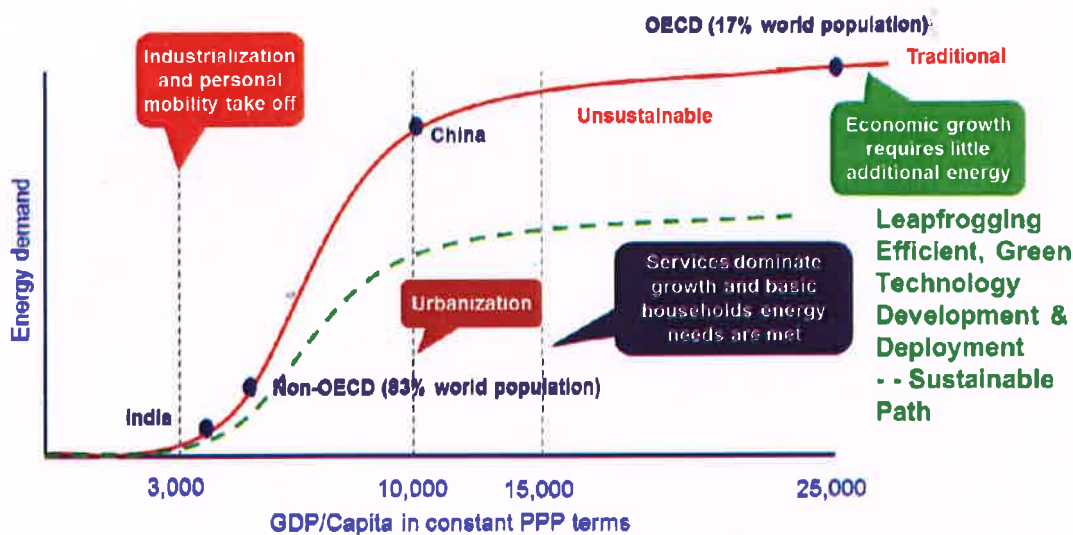 OECD (17% world population)
Traditional
Industrialization
and personal
mobility take off
Unsustainable
China
Economic growth
requires little
additional energy
Energy demand
Leapfrogging
Efficient, Green
Technology
Development &
Deployment
- - Sustainable
Path
Services dominate
growth and basic
households energy
needs are met
Urbanization
Non-OECD (83% world population)
India
3,000
10,000
15,000
25,000
GDP/Capita in constant PPP terms